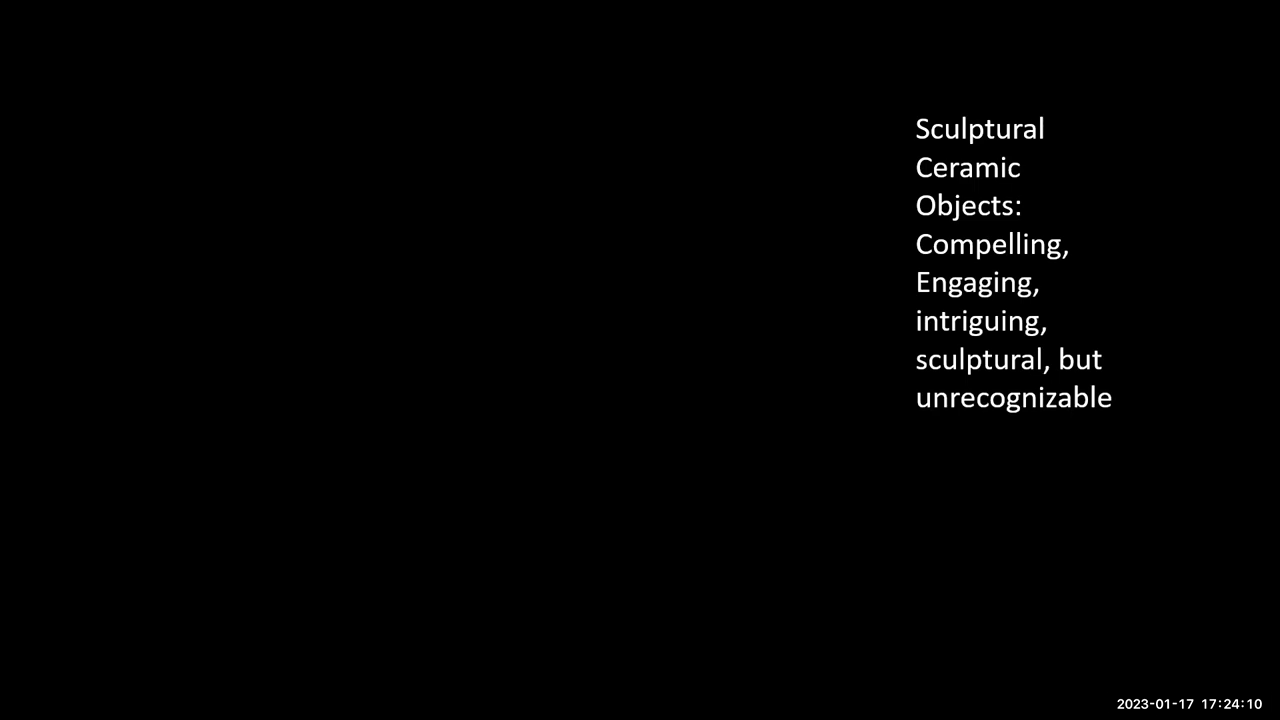 Sculptural
Ceramic
Objects:
Compelling,
Engaging,
intriguing,
sculptural, but
unrecognizable
2023-01-17 17:24:10